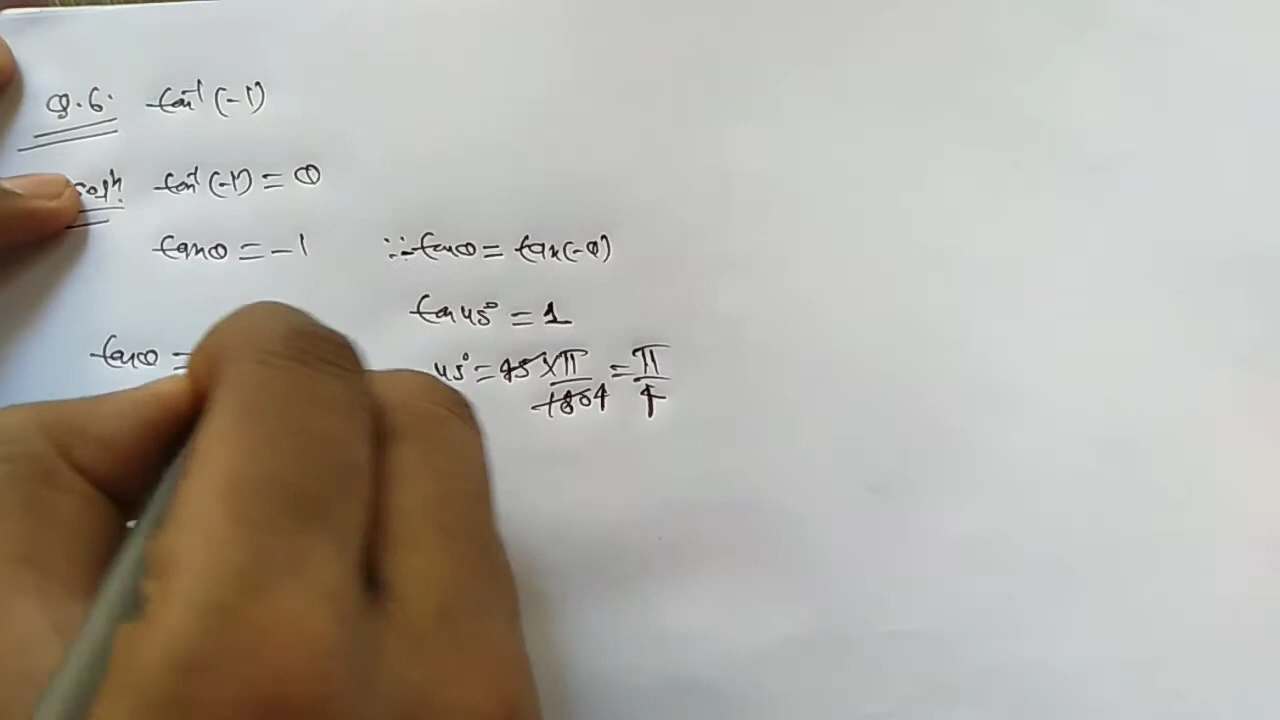 Q.6. tan⁻¹(-1)
Solⁿ. tan⁻¹(-1) = θ
tanθ = -1 ∵ -tanθ = tan(-θ)
tan45° = 1
tanθ =
45° = 45×π/180 4 = π/4